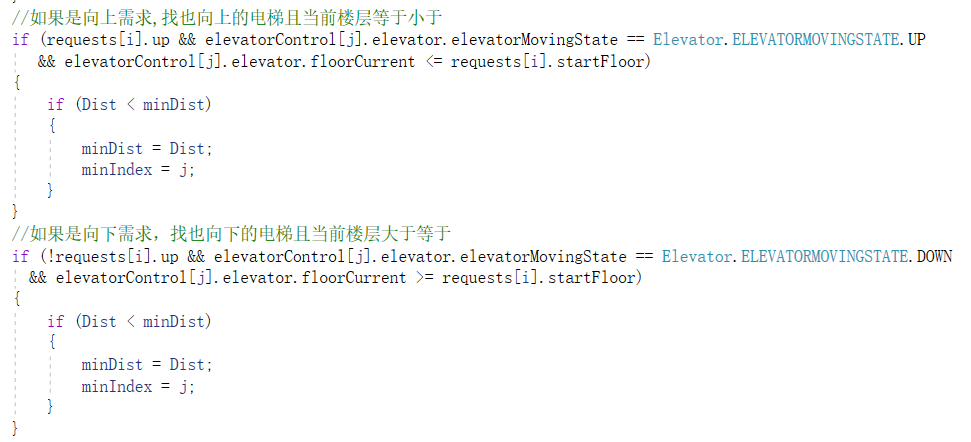 //如果是向上需求,找也向上的电梯且当前楼层等于小于
if (requests[i].up && elevatorControl[j].elevator.elevatorMovingState == Elevator.ELEVATORMOVINGSTATE.UP
&& elevatorControl[j].elevator.floorCurrent <= requests[i].startFloor)
{
if (Dist < minDist)
{
minDist = Dist;
minIndex = j;
}
}
//如果是向下需求，找也向下的电梯且当前楼层大于等于
if (!requests[i].up && elevatorControl[j].elevator.elevatorMovingState == Elevator.ELEVATORMOVINGSTATE.DOWN
&& elevatorControl[j].elevator.floorCurrent >= requests[i].startFloor)
{
if (Dist < minDist)
{
minDist = Dist;
minIndex = j;
}
}